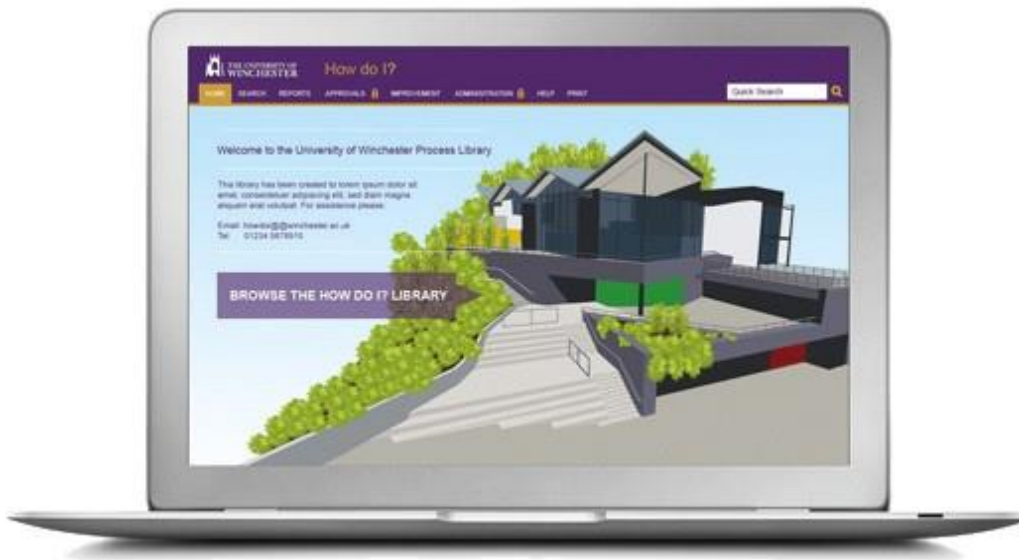 THE UNIVERSITY OF
WINCHESTER
How do I?
HOME SEARCH REPORTS APPROVALS IMPROVEMENT ADMINISTRATION HELP PRINT
Quick Search
Welcome to the University of Winchester Process Library
This library has been created to lorem ipsum dolor sit
amet, consectetuer adipiscing elit, sed diam magna
aliquam erat volutpat. For assistance please:
Email:
Tel:
BROWSE THE HOW DO I? LIBRARY